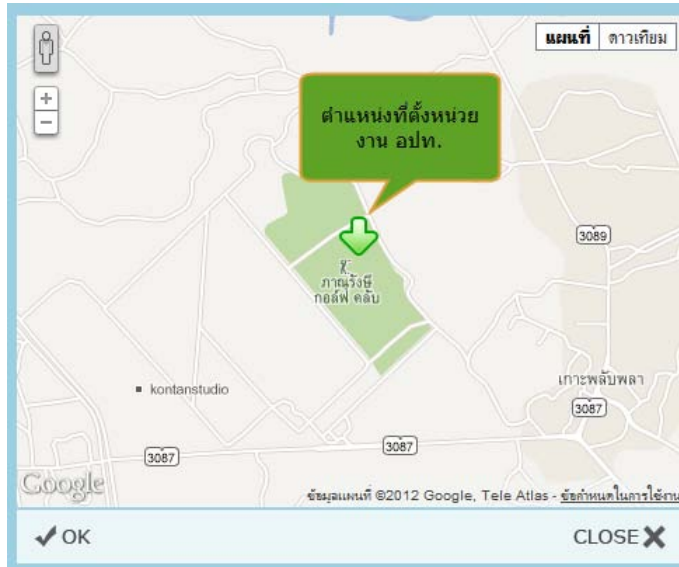 แผนที่ ดาวเทียม
ตำแหน่งที่ตั้งหน่วย
งาน อปท.
3089
ภาณุรังษี
กอล์ฟ คลับ
เกาะพลับพลา
kontanstudio
3087
3087
3087
Google
ข้อมูลแผนที่ ©2012 Google, Tele Atlas - ข้อกำหนดในการใช้งาน
OK CLOSE